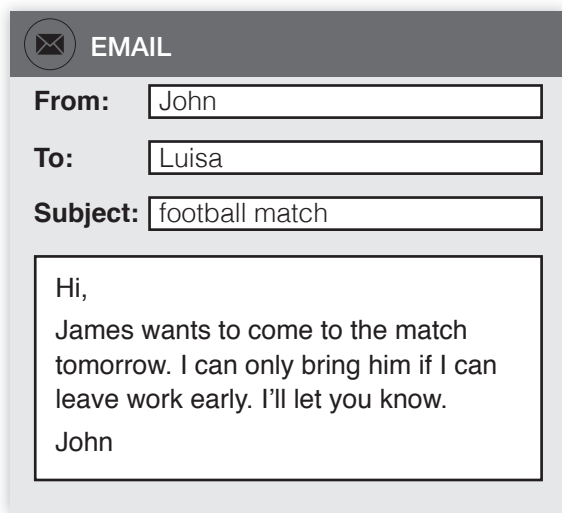 EMAIL
From: John
To: Luisa
Subject: football match
Hi,
James wants to come to the match
tomorrow. I can only bring him if I can
leave work early. I’ll let you know.
John